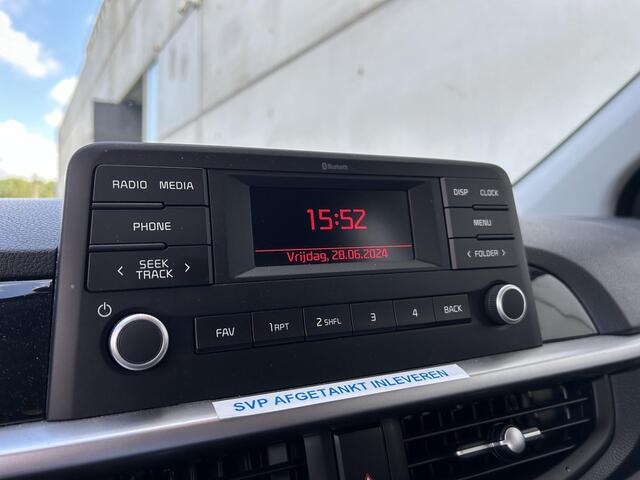 Bluetooth
RADIO MEDIA
PHONE
< SEEK >
TRACK
15:52
Vrijdag, 28.06.2024
DISP CLOCK
MENU
< FOLDER >
FAV
1 RPT
2 SHFL
3
4
BACK
SVP AFGETANKT INLEVEREN